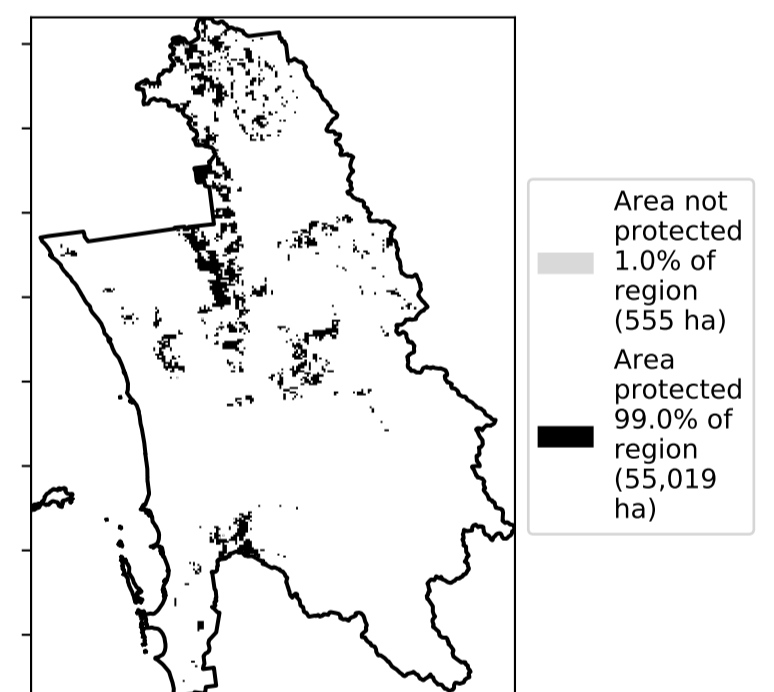 Area not
protected
1.0% of
region
(555 ha)
Area
protected
99.0% of
region
(55,019
ha)